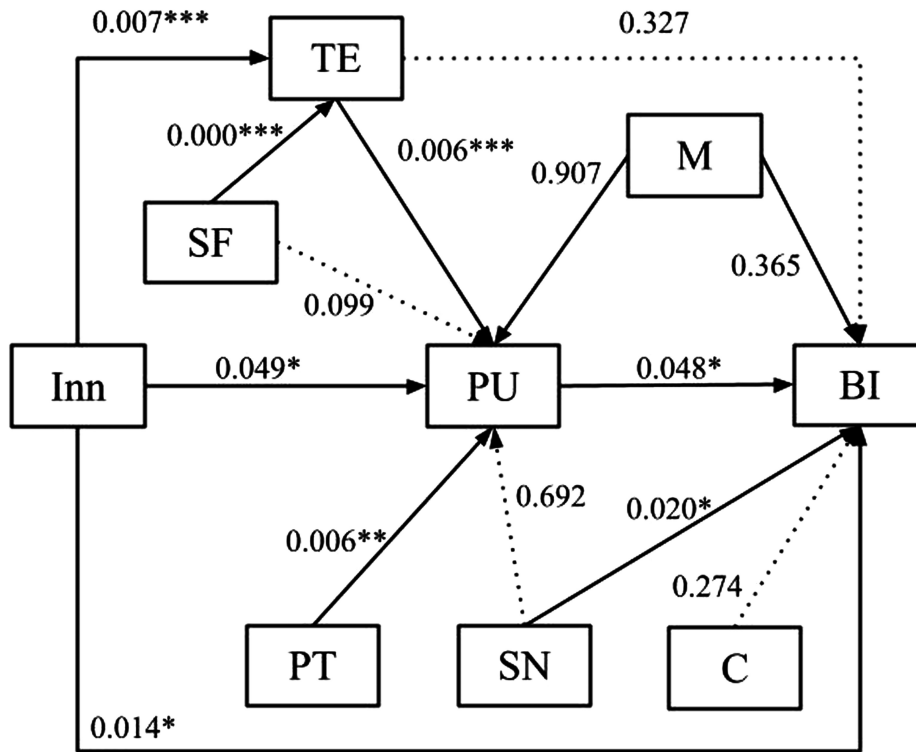 0.007***
TE
0.327
0.000***
0.006***
0.907
M
SF
0.099
0.365
Inn
0.049*
PU
0.048*
BI
0.006**
0.692
0.020*
0.274
PT
SN
C
0.014*